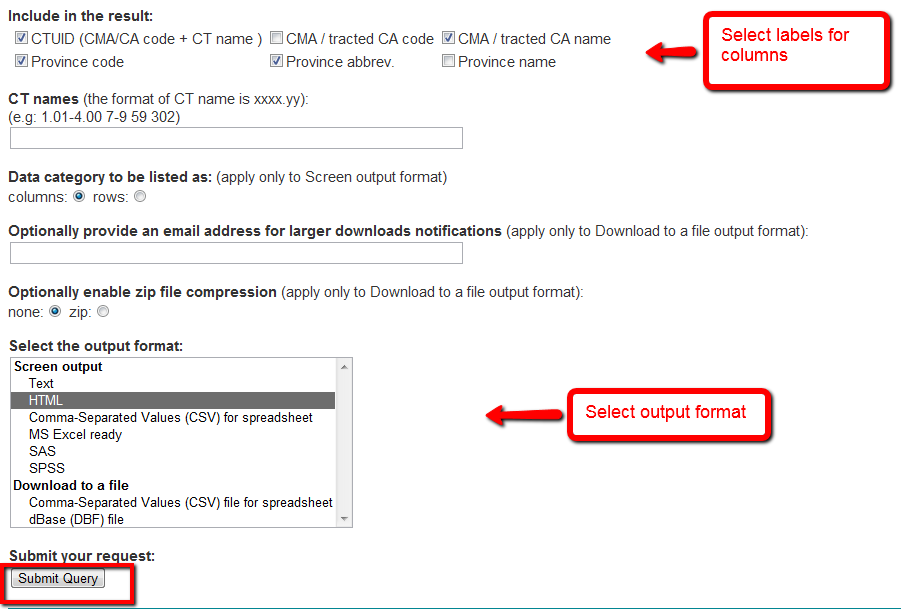 Include in the result:
CTUID (CMA/CA code + CT name ) CMA / tracted CA code CMA / tracted CA name
Province code Province abbrev. Province name
Select labels for
columns
CT names (the format of CT name is xxxx.yy):
(e.g: 1.01-4.00 7-9 59 302)
Data category to be listed as: (apply only to Screen output format)
columns: rows:
Optionally provide an email address for larger downloads notifications (apply only to Download to a file output format):
Optionally enable zip file compression (apply only to Download to a file output format):
none: zip:
Select the output format:
Screen output
Text
HTML
Comma-Separated Values (CSV) for spreadsheet
MS Excel ready
SAS
SPSS
Download to a file
Comma-Separated Values (CSV) file for spreadsheet
dBase (DBF) file
Select output format
Submit your request:
Submit Query